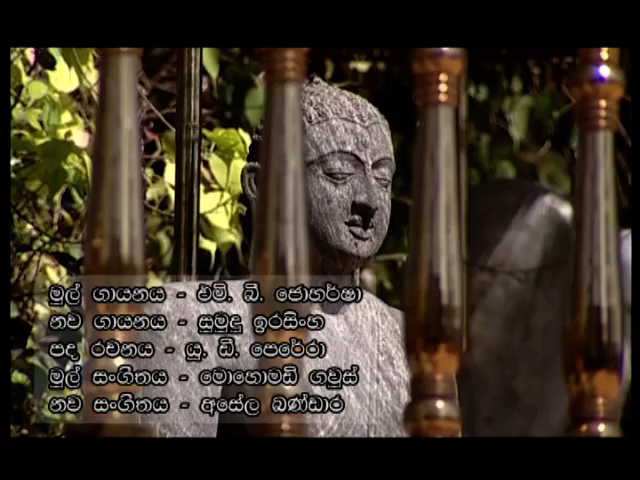 මුල් ගායනය - එම්. බී. ජොහර්ෂා
නව ගායනය - සුමුදු ඉරසිංහ
පද රචනය - යූ. ඩී. පෙරේරා
මුල් සංගීතය - මොහොමඩ් ගවුස්
නව සංගීතය - අසේල බණ්ඩාර